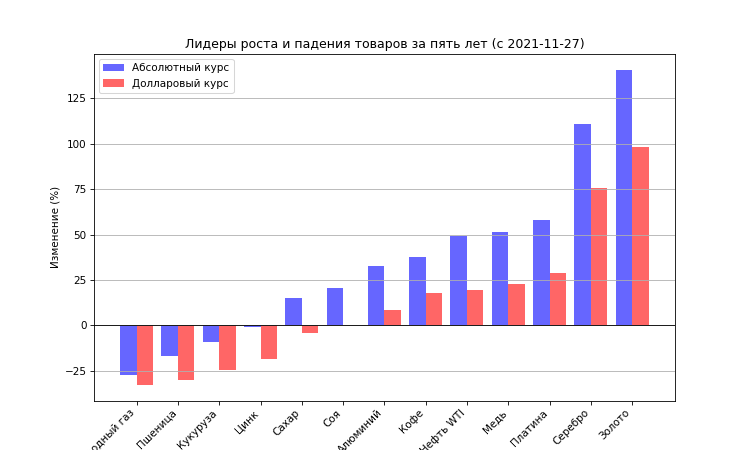 Лидеры роста и падения товаров за пять лет (с 2021-11-27)
Абсолютный курс
Долларовый курс
Изменение (%)
125
100
75
50
25
0
−25
одный газ
Пшеница
Кукуруза
Цинк
Сахар
Соя
Алюминий
Кофе
Нефть WTI
Медь
Платина
Серебро
Золото